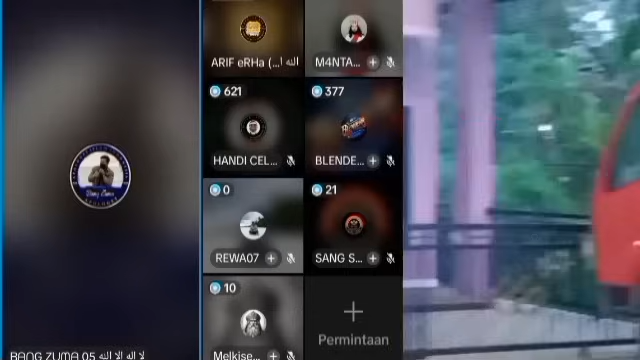 BANG ZUMA 05 لا اله الا الله
ARIF eRHa (...الله ا
M4NTA...
621
HANDI CEL...
377
BLENDE...
0
REWA07
21
SANG S...
10
Melkise...
Permintaan